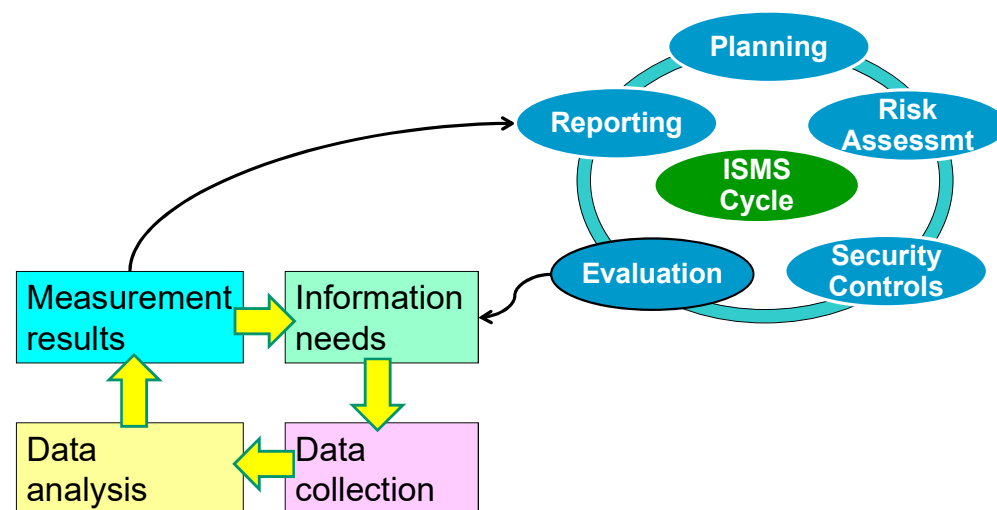 Planning
Reporting
Risk
Assessmt
ISMS
Cycle
Evaluation
Security
Controls
Measurement
results
Information
needs
Data
analysis
Data
collection